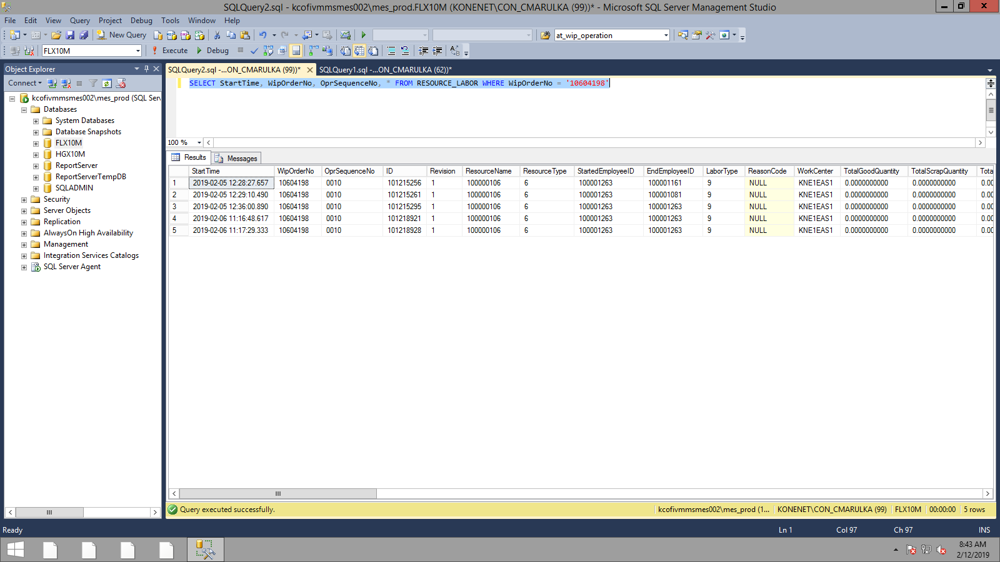 SQLQuery2.sql - kcofivmmsmes002\mes_prod.FLX10M (KONENET\CON_CMARULKA (99))* - Microsoft SQL Server Management Studio
File Edit View Query Project Debug Tools Window Help
New Query at_wip_operation
FLX10M Execute Debug
Object Explorer
Connect
kcofivmmsmes002\mes_prod (SQL Ser
Databases
System Databases
Database Snapshots
FLX10M
HGX10M
ReportServer
ReportServerTempDB
SQLADMIN
Security
Server Objects
Replication
AlwaysOn High Availability
Management
Integration Services Catalogs
SQL Server Agent
SQLQuery2.sql -...ON_CMARULKA (99))* SQLQuery1.sql -...ON_CMARULKA (62))*
SELECT StartTime, WipOrderNo, OprSequenceNo, * FROM RESOURCE_LABOR WHERE WipOrderNo = '10604198'
100 %
Results Messages
StartTime WipOrderNo OprSequenceNo ID Revision ResourceName ResourceType StartedEmployeeID EndEmployeeID LaborType ReasonCode WorkCenter TotalGoodQuantity TotalScrapQuantity Tota
1 2019-02-05 12:28:27.657 10604198 0010 101215256 1 100000106 6 100001263 100001161 9 NULL KNE1EAS1 0.0000000000 0.0000000000 0.00
2 2019-02-05 12:29:10.490 10604198 0010 101215261 1 100000106 6 100001263 100001081 9 NULL KNE1EAS1 0.0000000000 0.0000000000 0.00
3 2019-02-05 12:36:00.890 10604198 0010 101215295 1 100000106 6 100001263 100001263 9 NULL KNE1EAS1 0.0000000000 0.0000000000 0.00
4 2019-02-06 11:16:48.617 10604198 0010 101218921 1 100000106 6 100001263 100001263 9 NULL KNE1EAS1 0.0000000000 0.0000000000 0.00
5 2019-02-06 11:17:29.333 10604198 0010 101218928 1 100000106 6 100001263 100001263 9 NULL KNE1EAS1 0.0000000000 0.0000000000 0.00
Query executed successfully. kcofivmmsmes002\mes_prod (1... KONENET\CON_CMARULKA (99) FLX10M 00:00:00 5 rows
Ready Ln 1 Col 97 Ch 97 INS
8:43 AM
2/12/2019